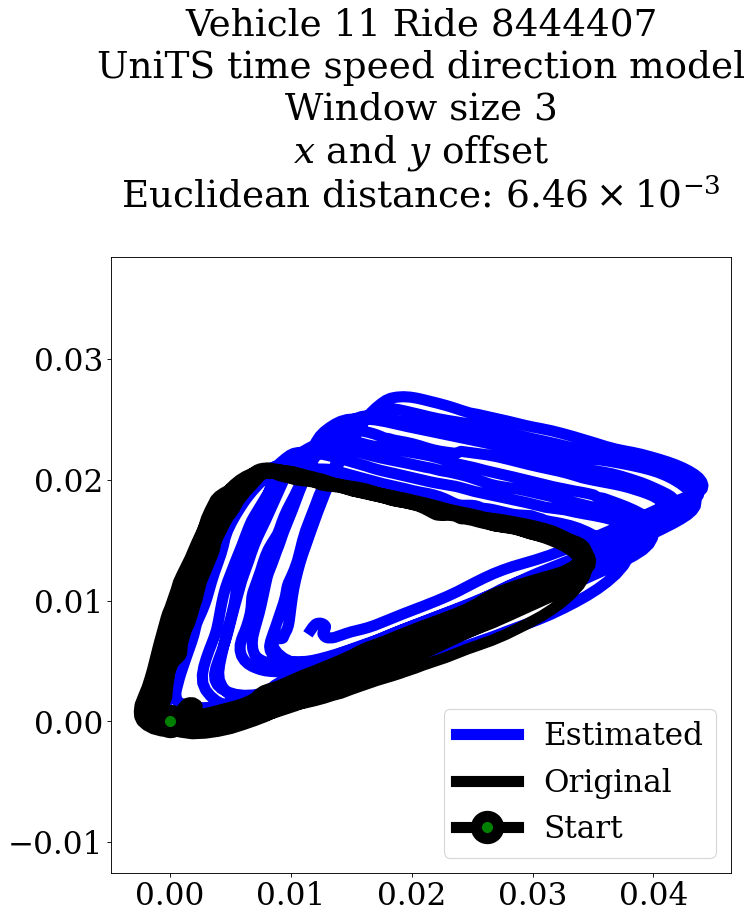 Vehicle 11 Ride 8444407
UniTS time speed direction model
Window size 3
x and y offset
Euclidean distance: 6.46 × 10⁻³
0.03
0.02
0.01
0.00
−0.01
0.00 0.01 0.02 0.03 0.04
Estimated
Original
Start